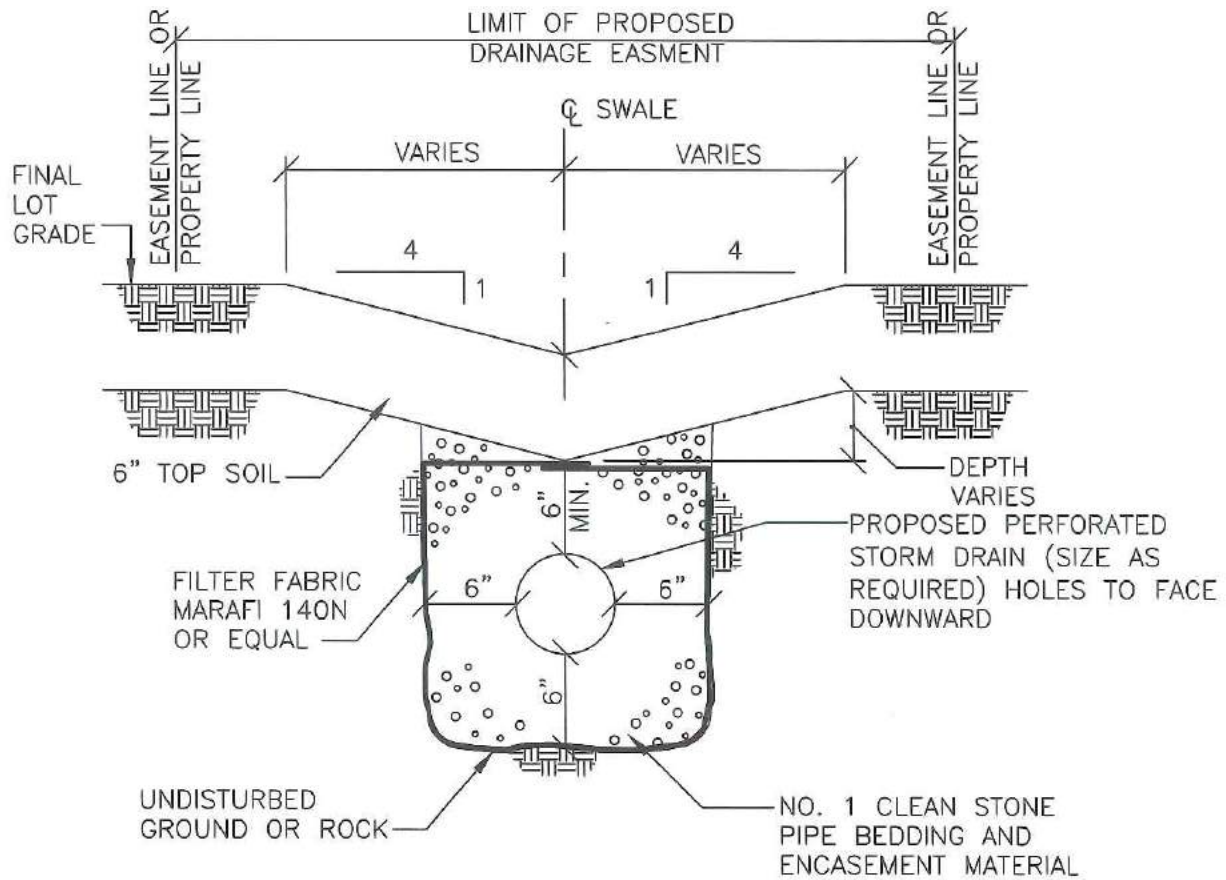 LIMIT OF PROPOSED
DRAINAGE EASMENT
EASEMENT LINE OR
PROPERTY LINE
EASEMENT LINE OR
PROPERTY LINE
℄ SWALE
VARIES
VARIES
FINAL
LOT
GRADE
4
1
4
1
6" TOP SOIL
DEPTH
VARIES
6"
MIN.
PROPOSED PERFORATED
STORM DRAIN (SIZE AS
REQUIRED) HOLES TO FACE
DOWNWARD
FILTER FABRIC
MARAFI 140N
OR EQUAL
6"
6"
6"
UNDISTURBED
GROUND OR ROCK
NO. 1 CLEAN STONE
PIPE BEDDING AND
ENCASEMENT MATERIAL